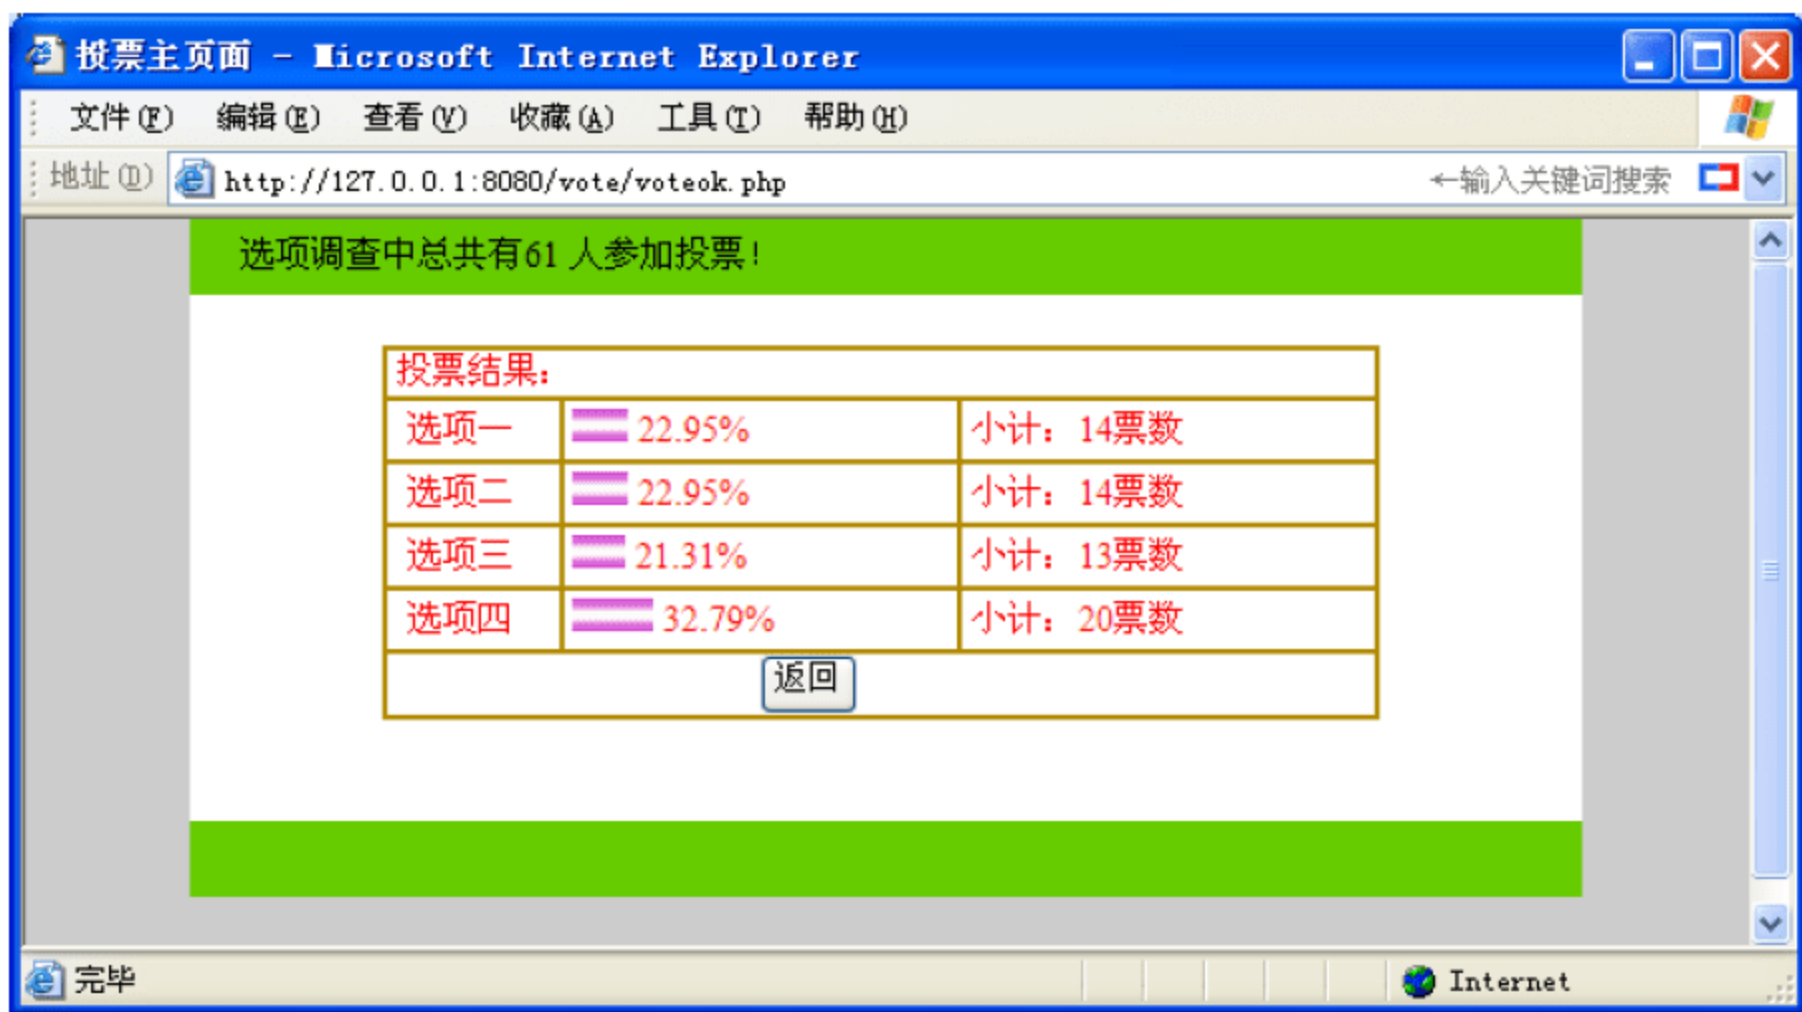 投票主页面 - Microsoft Internet Explorer
文件(F) 编辑(E) 查看(V) 收藏(A) 工具(T) 帮助(H)
地址(D) http://127.0.0.1:8080/vote/voteok.php ←输入关键词搜索
选项调查中总共有61 人参加投票！
投票结果：
选项一 22.95% 小计：14票数
选项二 22.95% 小计：14票数
选项三 21.31% 小计：13票数
选项四 32.79% 小计：20票数
返回
完毕 Internet